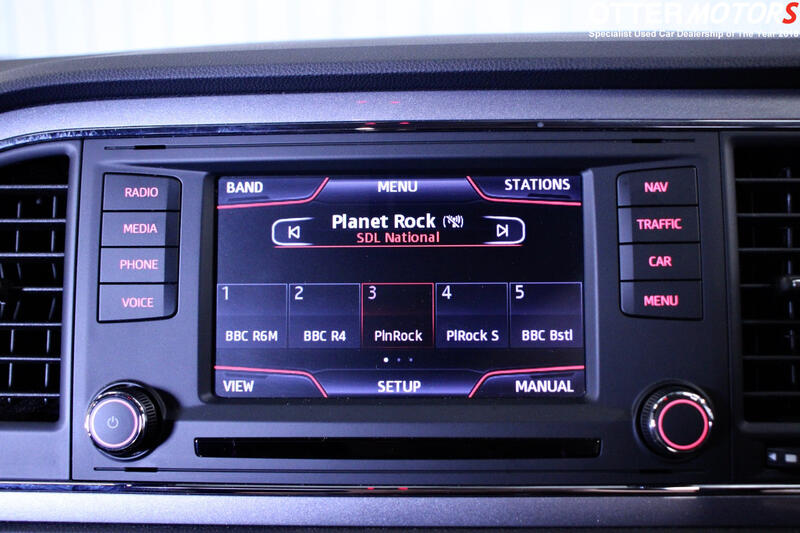 OTTER MOTORS
Specialist Used Car Dealership of The Year 2018
RADIO
MEDIA
PHONE
VOICE
BAND
MENU
STATIONS
Planet Rock
SDL National
1
2
3
4
5
BBC R6M
BBC R4
PlnRock
PlRock S
BBC Bstl
VIEW
SETUP
MANUAL
NAV
TRAFFIC
CAR
MENU